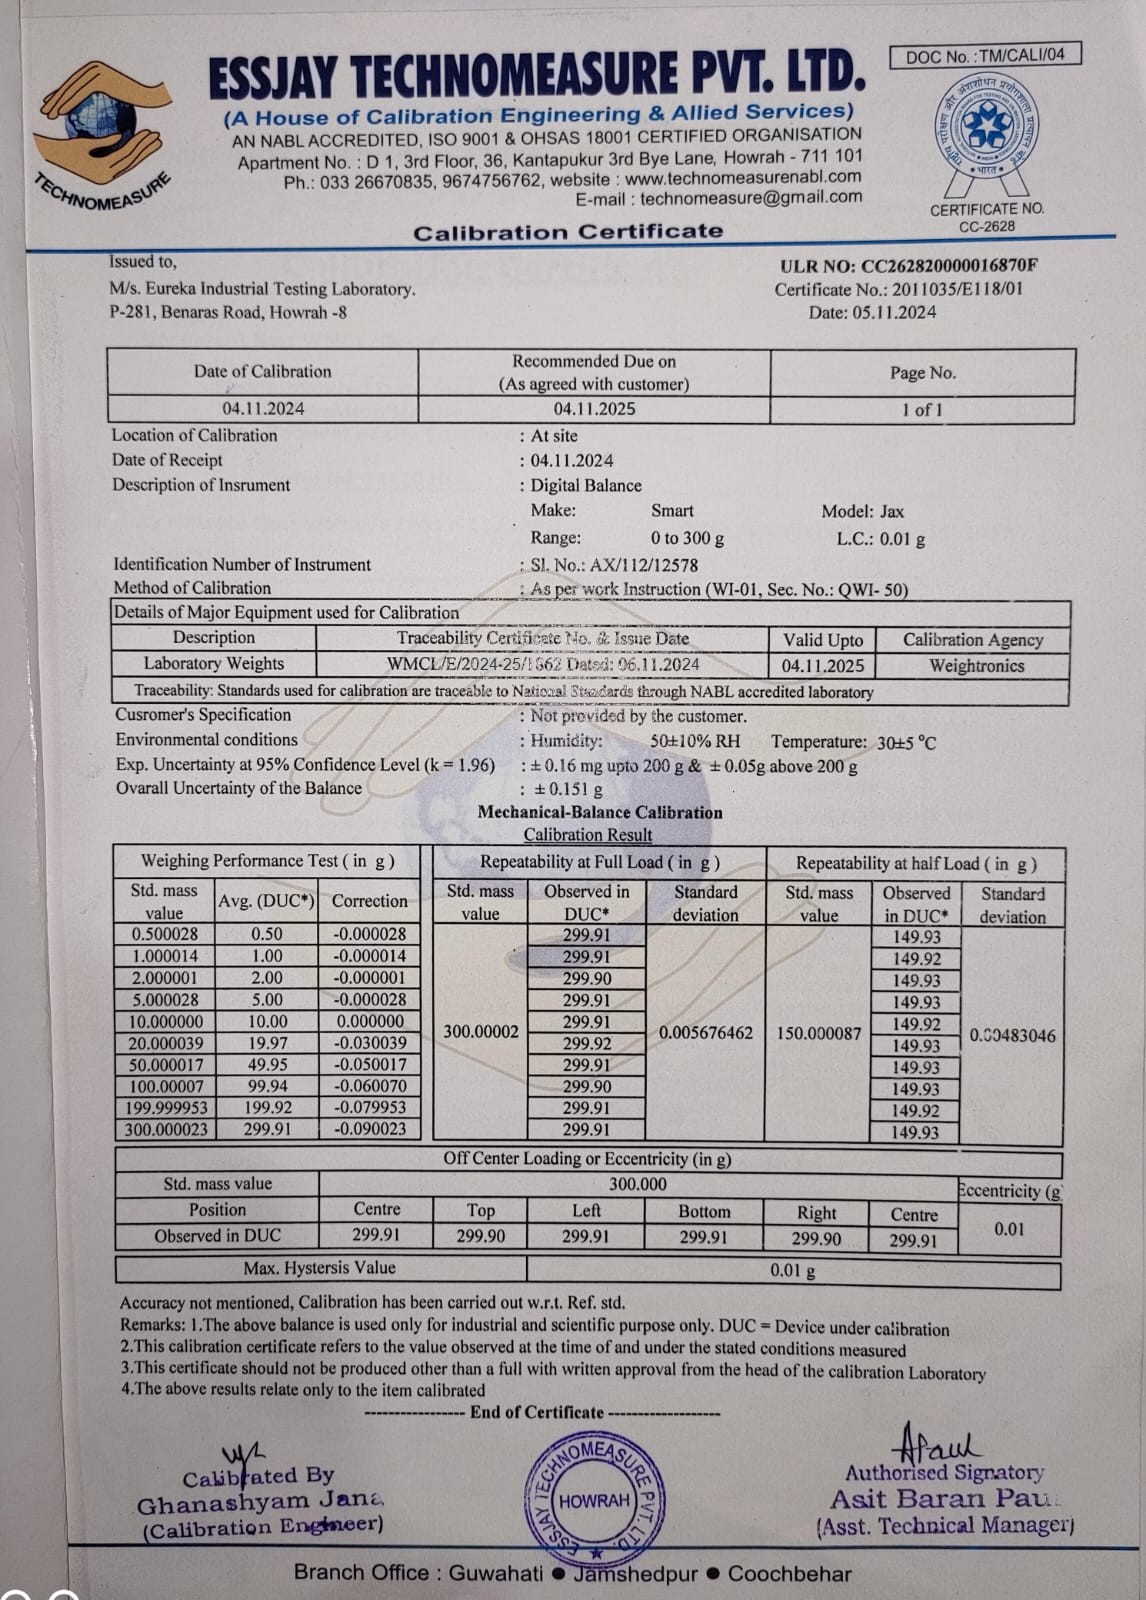 ESSJAY TECHNOMEASURE PVT. LTD.
DOC No. :TM/CALI/04
(A House of Calibration Engineering & Allied Services)
AN NABL ACCREDITED, ISO 9001 & OHSAS 18001 CERTIFIED ORGANISATION
Apartment No. : D 1, 3rd Floor, 36, Kantapukur 3rd Bye Lane, Howrah - 711 101
Ph.: 033 26670835, 9674756762, website : www.technomeasurenabl.com
E-mail : technomeasure@gmail.com
TECHNOMEASURE
भारत
CERTIFICATE NO.
CC-2628
Calibration Certificate
Issued to,
M/s. Eureka Industrial Testing Laboratory.
P-281, Benaras Road, Howrah -8
ULR NO: CC262820000016870F
Certificate No.: 2011035/E118/01
Date: 05.11.2024
Date of Calibration Recommended Due on (As agreed with customer) Page No.
04.11.2024 04.11.2025 1 of 1
Location of Calibration : At site
Date of Receipt : 04.11.2024
Description of Insrument : Digital Balance
Make: Smart Model: Jax
Range: 0 to 300 g L.C.: 0.01 g
Identification Number of Instrument : Sl. No.: AX/112/12578
Method of Calibration : As per work Instruction (WI-01, Sec. No.: QWI- 50)
Details of Major Equipment used for Calibration
Description Traceability Certificate No. & Issue Date Valid Upto Calibration Agency
Laboratory Weights WMCL/E/2024-25/1862 Dated: 06.11.2024 04.11.2025 Weightronics
Traceability: Standards used for calibration are traceable to National Standards through NABL accredited laboratory
Cusromer's Specification : Not provided by the customer.
Environmental conditions : Humidity: 50±10% RH Temperature: 30±5 °C
Exp. Uncertainty at 95% Confidence Level (k = 1.96) : ± 0.16 mg upto 200 g & ± 0.05g above 200 g
Ovarall Uncertainty of the Balance : ± 0.151 g
Mechanical-Balance Calibration
Calibration Result
Weighing Performance Test ( in g ) Repeatability at Full Load ( in g ) Repeatability at half Load ( in g )
Std. mass value Avg. (DUC*) Correction Std. mass value Observed in DUC* Standard deviation Std. mass value Observed in DUC* Standard deviation
0.500028 0.50 -0.000028 299.91 149.93
1.000014 1.00 -0.000014 299.91 149.92
2.000001 2.00 -0.000001 299.90 149.93
5.000028 5.00 -0.000028 299.91 149.93
10.000000 10.00 0.000000 300.00002 299.91 0.005676462 150.000087 149.92 0.00483046
20.000039 19.97 -0.030039 299.92 149.93
50.000017 49.95 -0.050017 299.91 149.93
100.00007 99.94 -0.060070 299.90 149.93
199.999953 199.92 -0.079953 299.91 149.92
300.000023 299.91 -0.090023 299.91 149.93
Off Center Loading or Eccentricity (in g)
Std. mass value 300.000 Eccentricity (g)
Position Centre Top Left Bottom Right Centre 0.01
Observed in DUC 299.91 299.90 299.91 299.91 299.90 299.91
Max. Hystersis Value 0.01 g
Accuracy not mentioned, Calibration has been carried out w.r.t. Ref. std.
Remarks: 1.The above balance is used only for industrial and scientific purpose only. DUC = Device under calibration
2.This calibration certificate refers to the value observed at the time of and under the stated conditions measured
3.This certificate should not be produced other than a full with written approval from the head of the calibration Laboratory
4.The above results relate only to the item calibrated
----------------- End of Certificate -------------------
Calibrated By
Ghanashyam Jana
(Calibration Engineer)
ESSJAY TECHNOMEASURE PVT. LTD.
HOWRAH
Apaul
Authorised Signatory
Asit Baran Pau
(Asst. Technical Manager)
Branch Office : Guwahati ● Jamshedpur ● Coochbehar